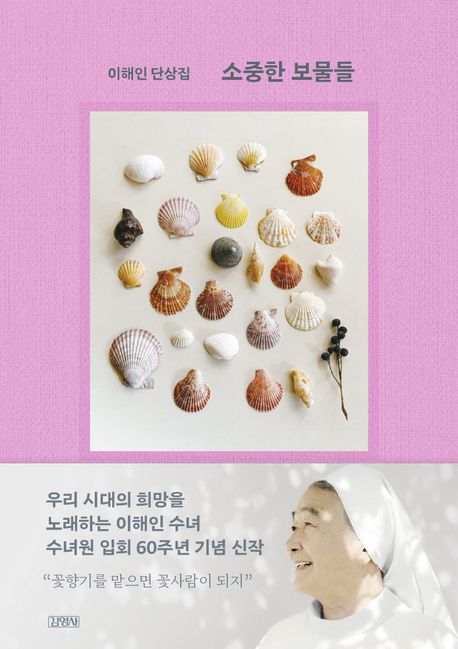 이해인 단상집 소중한 보물들
우리 시대의 희망을
노래하는 이해인 수녀
수녀원 입회 60주년 기념 신작
“꽃향기를 맡으면 꽃사람이 되지”
김영사